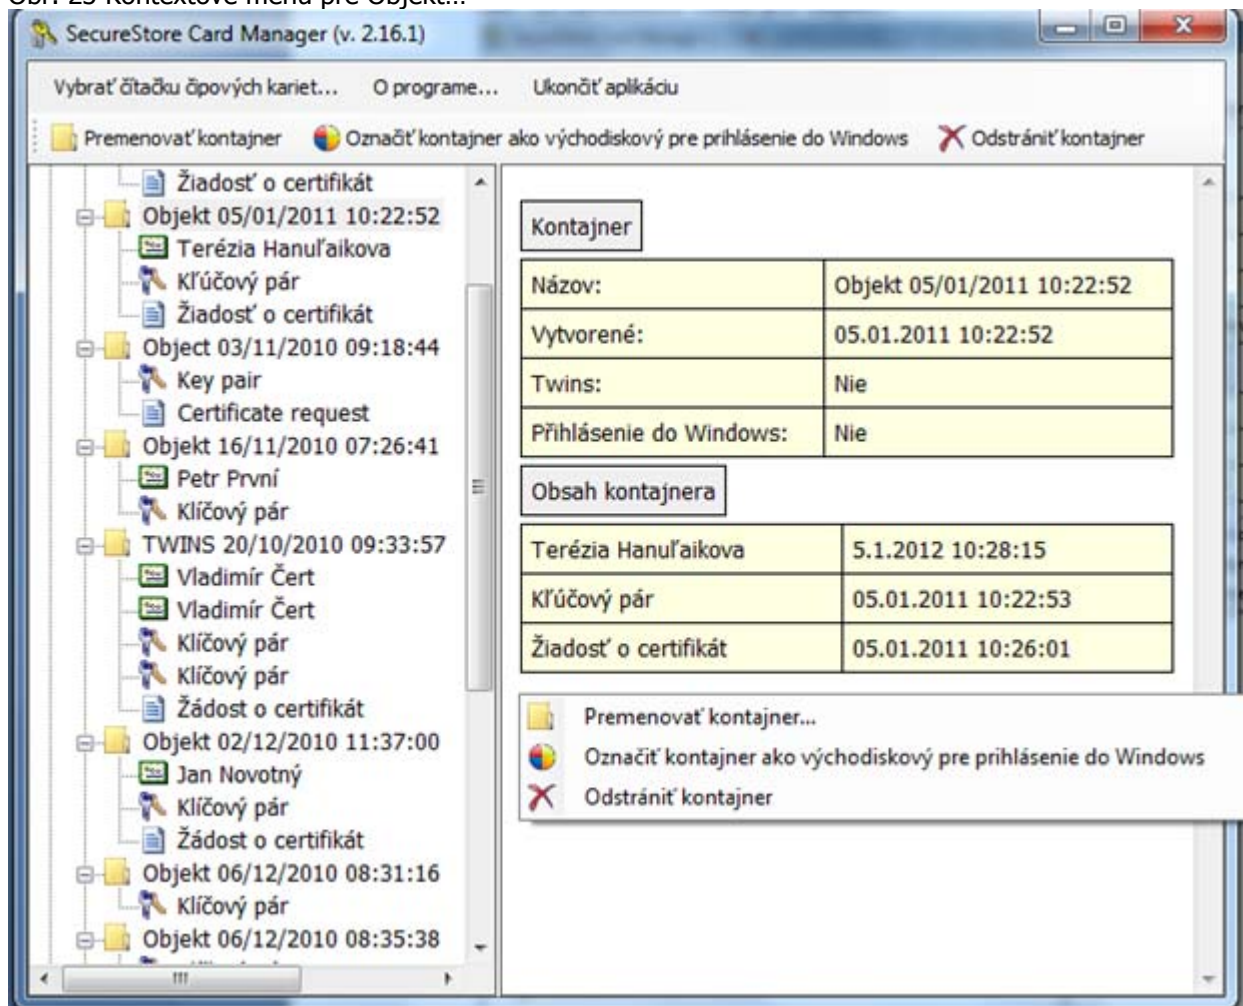 Obr. 25 Kontextové menu pre Objekt...
SecureStore Card Manager (v. 2.16.1)
Vybrať čítačku čipových kariet... O programe... Ukončiť aplikáciu
Premenovať kontajner Označiť kontajner ako východiskový pre prihlásenie do Windows Odstrániť kontajner
Žiadosť o certifikát
Objekt 05/01/2011 10:22:52
Terézia Hanuľaikova
Kľúčový pár
Žiadosť o certifikát
Object 03/11/2010 09:18:44
Key pair
Certificate request
Objekt 16/11/2010 07:26:41
Petr První
Klíčový pár
TWINS 20/10/2010 09:33:57
Vladimír Čert
Vladimír Čert
Klíčový pár
Klíčový pár
Žádost o certifikát
Objekt 02/12/2010 11:37:00
Jan Novotný
Klíčový pár
Žádost o certifikát
Objekt 06/12/2010 08:31:16
Klíčový pár
Objekt 06/12/2010 08:35:38
Kontajner
Názov: Objekt 05/01/2011 10:22:52
Vytvorené: 05.01.2011 10:22:52
Twins: Nie
Přihlásenie do Windows: Nie
Obsah kontajnera
Terézia Hanuľaikova 5.1.2012 10:28:15
Kľúčový pár 05.01.2011 10:22:53
Žiadosť o certifikát 05.01.2011 10:26:01
Premenovať kontajner...
Označiť kontajner ako východiskový pre prihlásenie do Windows
Odstrániť kontajner